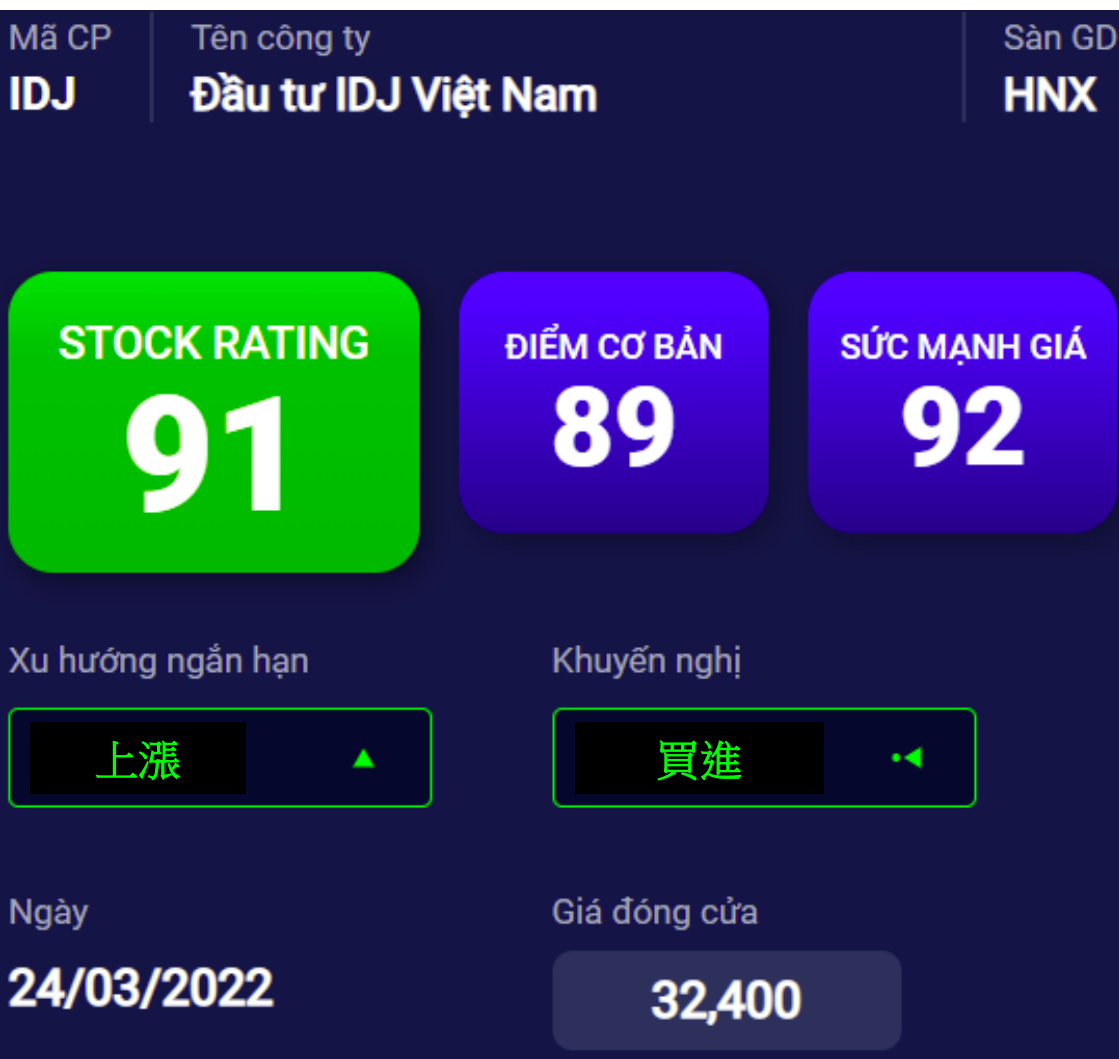 Mã CP
Tên công ty
Sàn GD
IDJ
Đầu tư IDJ Việt Nam
HNX
STOCK RATING
91
ĐIỂM CƠ BẢN
89
SỨC MẠNH GIÁ
92
Xu hướng ngắn hạn
Khuyến nghị
上漲
買進
Ngày
Giá đóng cửa
24/03/2022
32,400